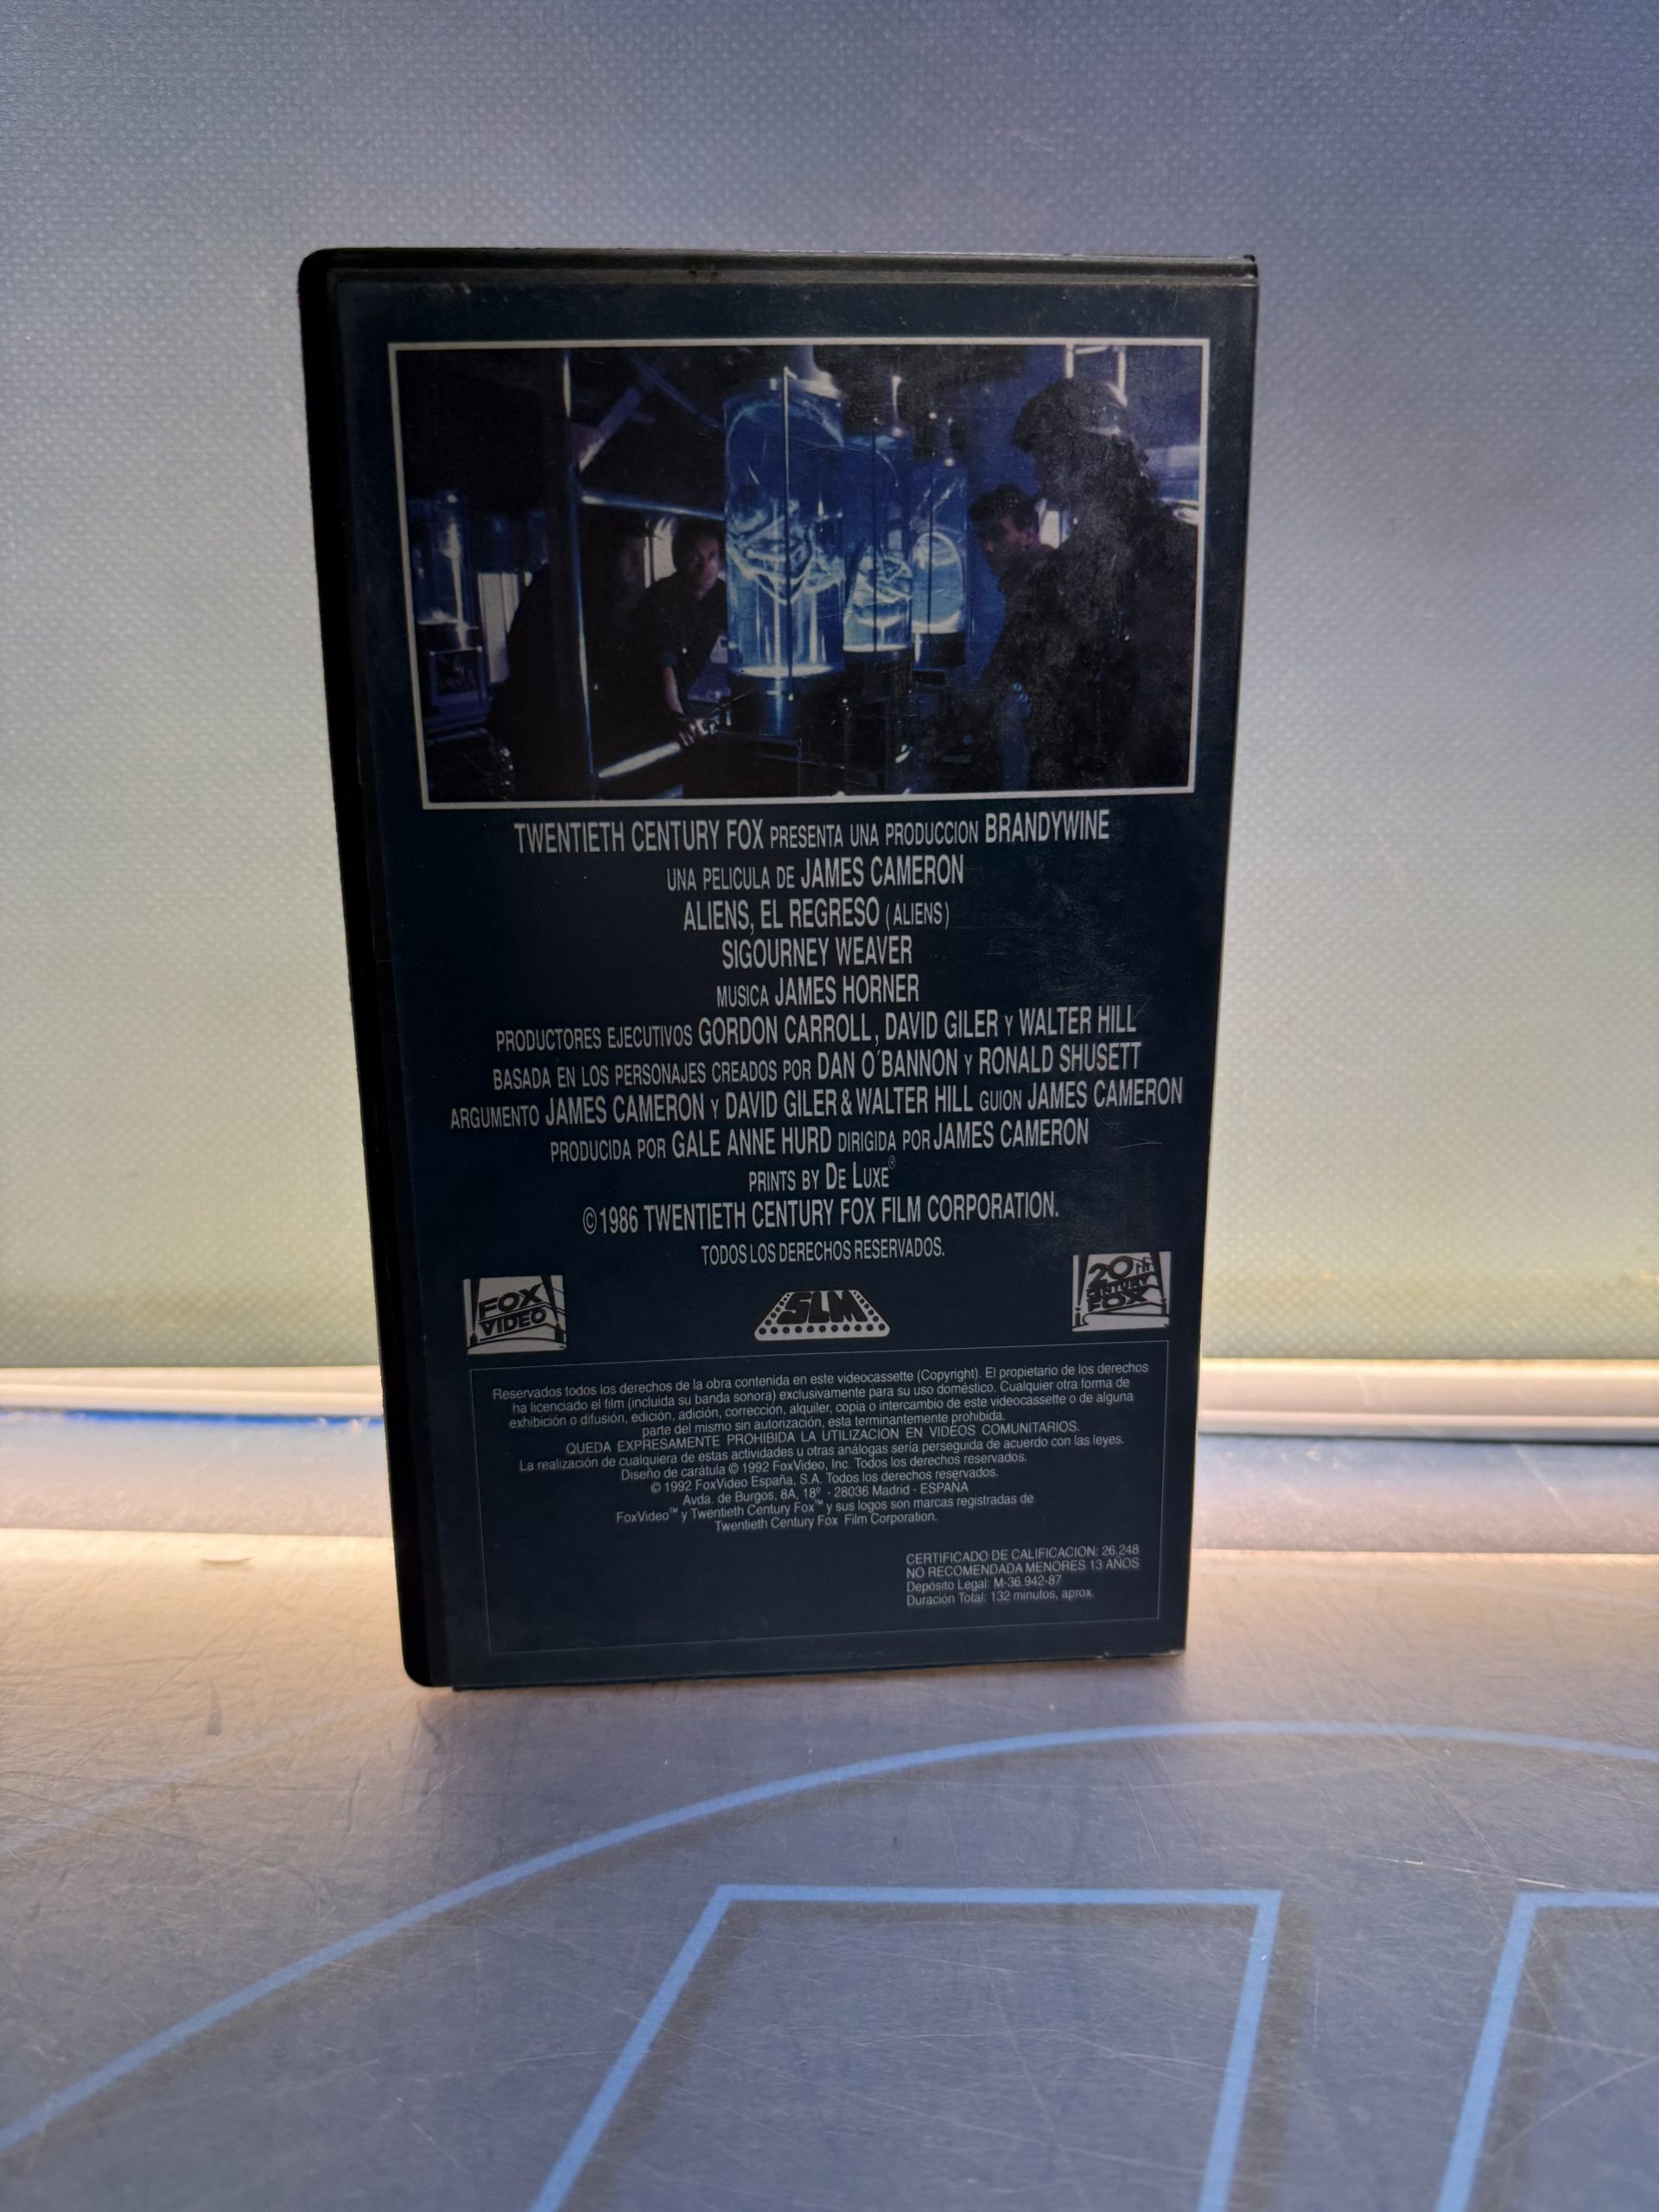 TWENTIETH CENTURY FOX PRESENTA UNA PRODUCCION BRANDYWINE
UNA PELICULA DE JAMES CAMERON
ALIENS, EL REGRESO (ALIENS)
SIGOURNEY WEAVER
MUSICA JAMES HORNER
PRODUCTORES EJECUTIVOS GORDON CARROLL, DAVID GILER Y WALTER HILL
BASADA EN LOS PERSONAJES CREADOS POR DAN O'BANNON Y RONALD SHUSETT
ARGUMENTO JAMES CAMERON Y DAVID GILER & WALTER HILL GUION JAMES CAMERON
PRODUCIDA POR GALE ANNE HURD DIRIGIDA POR JAMES CAMERON
PRINTS BY DE LUXE®
©1986 TWENTIETH CENTURY FOX FILM CORPORATION.
TODOS LOS DERECHOS RESERVADOS.
FOX
VIDEO
SLM
20TH
CENTURY
FOX
Reservados todos los derechos de la obra contenida en este videocassette (Copyright). El propietario de los derechos
ha licenciado el film (incluida su banda sonora) exclusivamente para su uso doméstico. Cualquier otra forma de
exhibición o difusión, edición, adición, corrección, alquiler, copia o intercambio de este videocassette o de alguna
parte del mismo sin autorización, esta terminantemente prohibida.
QUEDA EXPRESAMENTE PROHIBIDA LA UTILIZACION EN VIDEOS COMUNITARIOS.
La realización de cualquiera de estas actividades u otras análogas sería perseguida de acuerdo con las leyes.
Diseño de carátula © 1992 FoxVideo, Inc. Todos los derechos reservados.
© 1992 FoxVideo España, S.A. Todos los derechos reservados.
Avda. de Burgos, 8A, 18º - 28036 Madrid - ESPAÑA
FoxVideo™ y Twentieth Century Fox™ y sus logos son marcas registradas de
Twentieth Century Fox Film Corporation.
CERTIFICADO DE CALIFICACION: 26.248
NO RECOMENDADA MENORES 13 AÑOS
Depósito Legal: M-36.942-87
Duración Total: 132 minutos, aprox.